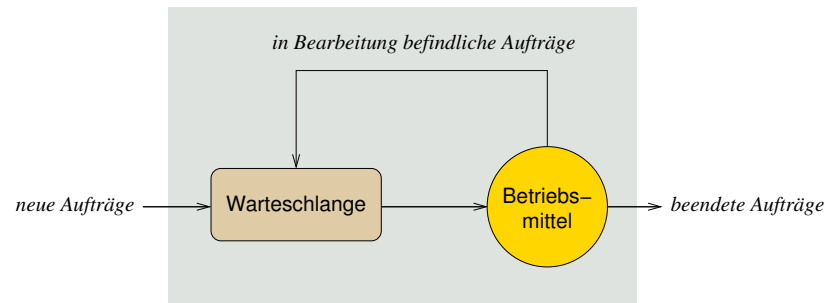 in Bearbeitung befindliche Aufträge
neue Aufträge
Warteschlange
Betriebs−
mittel
beendete Aufträge